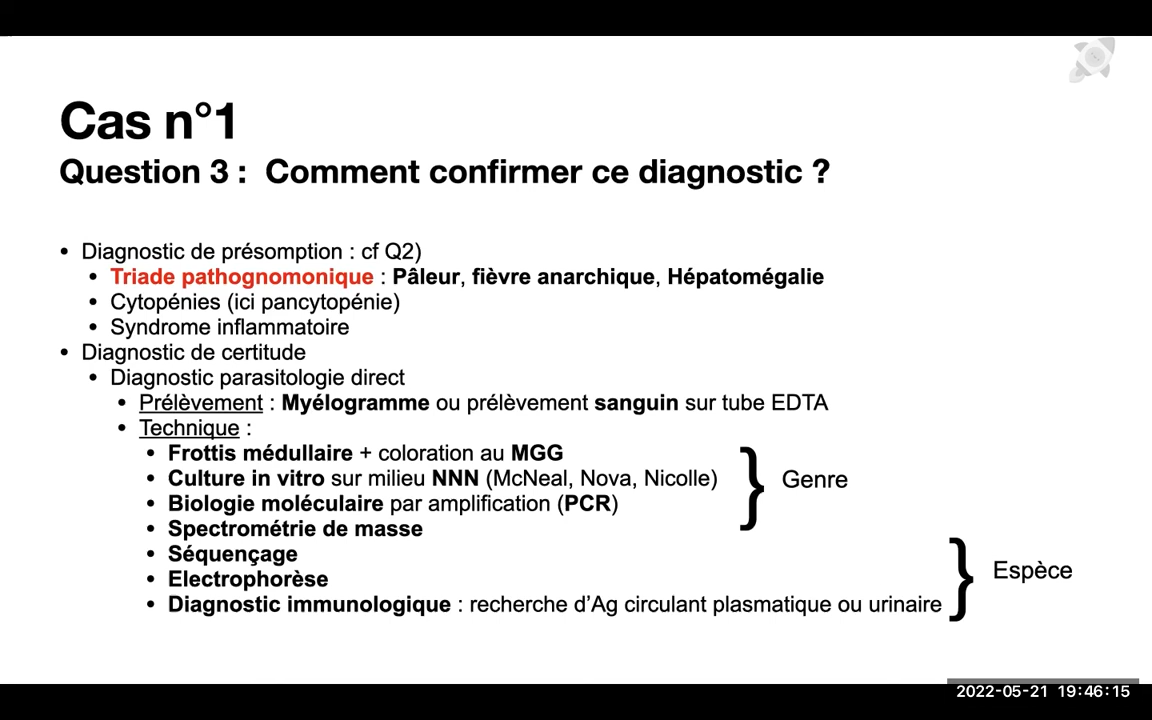 Cas n°1
Question 3 : Comment confirmer ce diagnostic ?
• Diagnostic de présomption : cf Q2)
• Triade pathognomonique : Pâleur, fièvre anarchique, Hépatomégalie
• Cytopénies (ici pancytopénie)
• Syndrome inflammatoire
• Diagnostic de certitude
• Diagnostic parasitologie direct
• Prélèvement : Myélogramme ou prélèvement sanguin sur tube EDTA
• Technique :
• Frottis médullaire + coloration au MGG
• Culture in vitro sur milieu NNN (McNeal, Nova, Nicolle)
• Biologie moléculaire par amplification (PCR)
• Spectrométrie de masse
• Séquençage
• Electrophorèse
• Diagnostic immunologique : recherche d'Ag circulant plasmatique ou urinaire
Genre
Espèce
2022-05-21 19:46:15